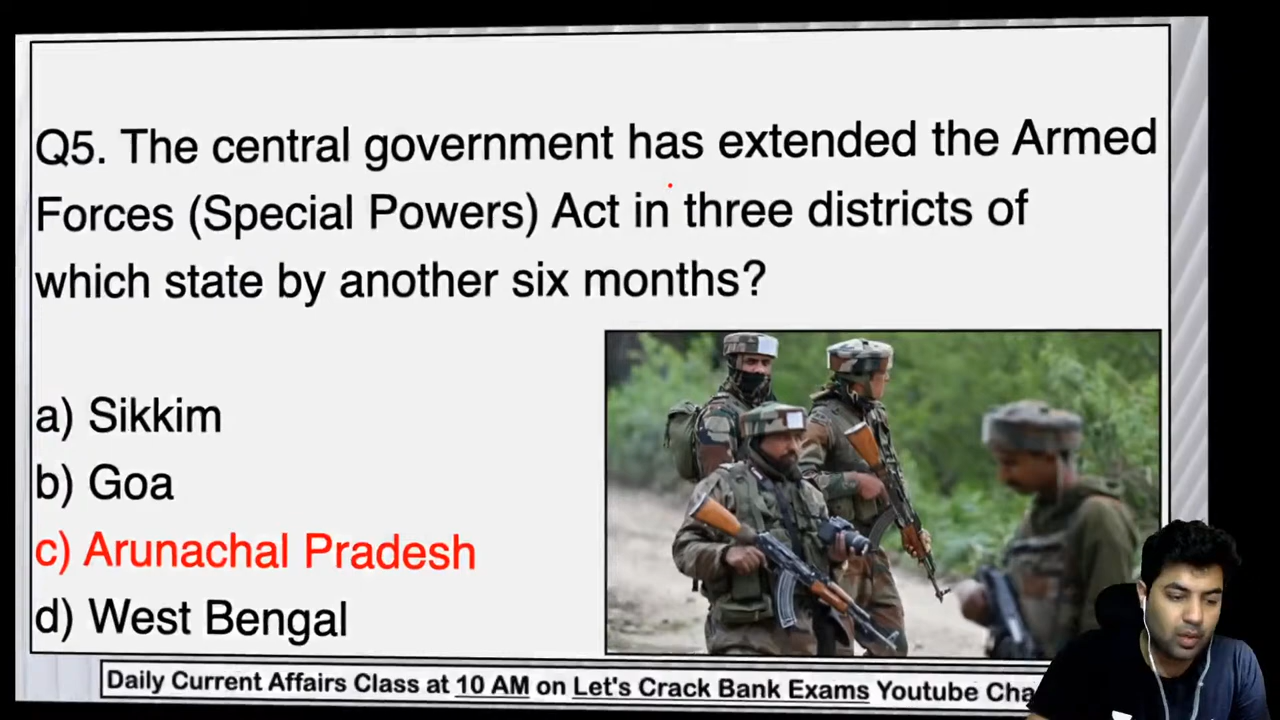 Q5. The central government has extended the Armed
Forces (Special Powers) Act in three districts of
which state by another six months?
a) Sikkim
b) Goa
c) Arunachal Pradesh
d) West Bengal
Daily Current Affairs Class at 10 AM on Let's Crack Bank Exams Youtube